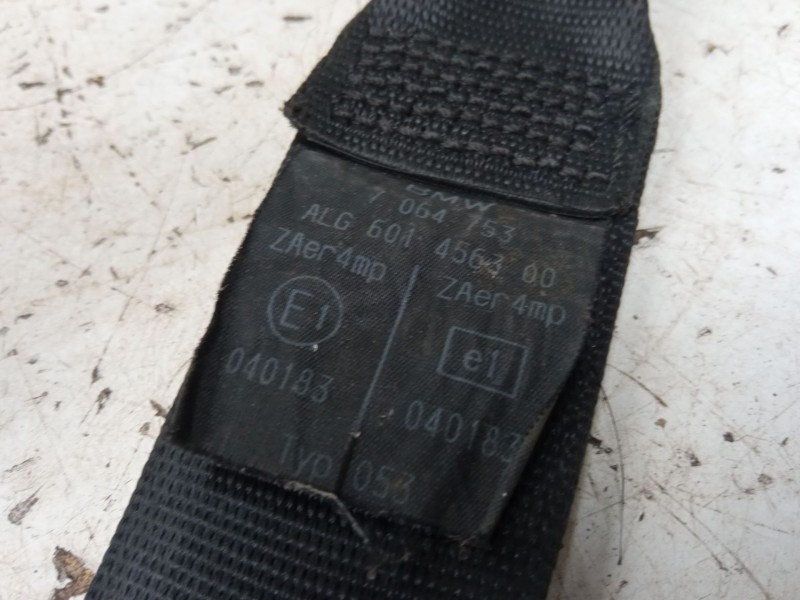 BMW
7 064 753
ALG 601 4563 00
ZAer4mp ZAer4mp
E1 e1
040183 040183
Typ 053